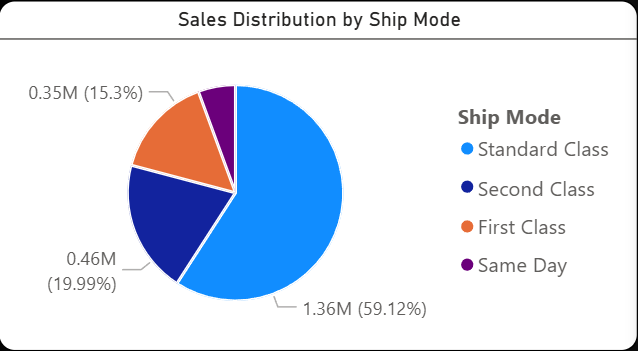 Sales Distribution by Ship Mode
0.35M (15.3%)
0.46M
(19.99%)
1.36M (59.12%)
Ship Mode
Standard Class
Second Class
First Class
Same Day